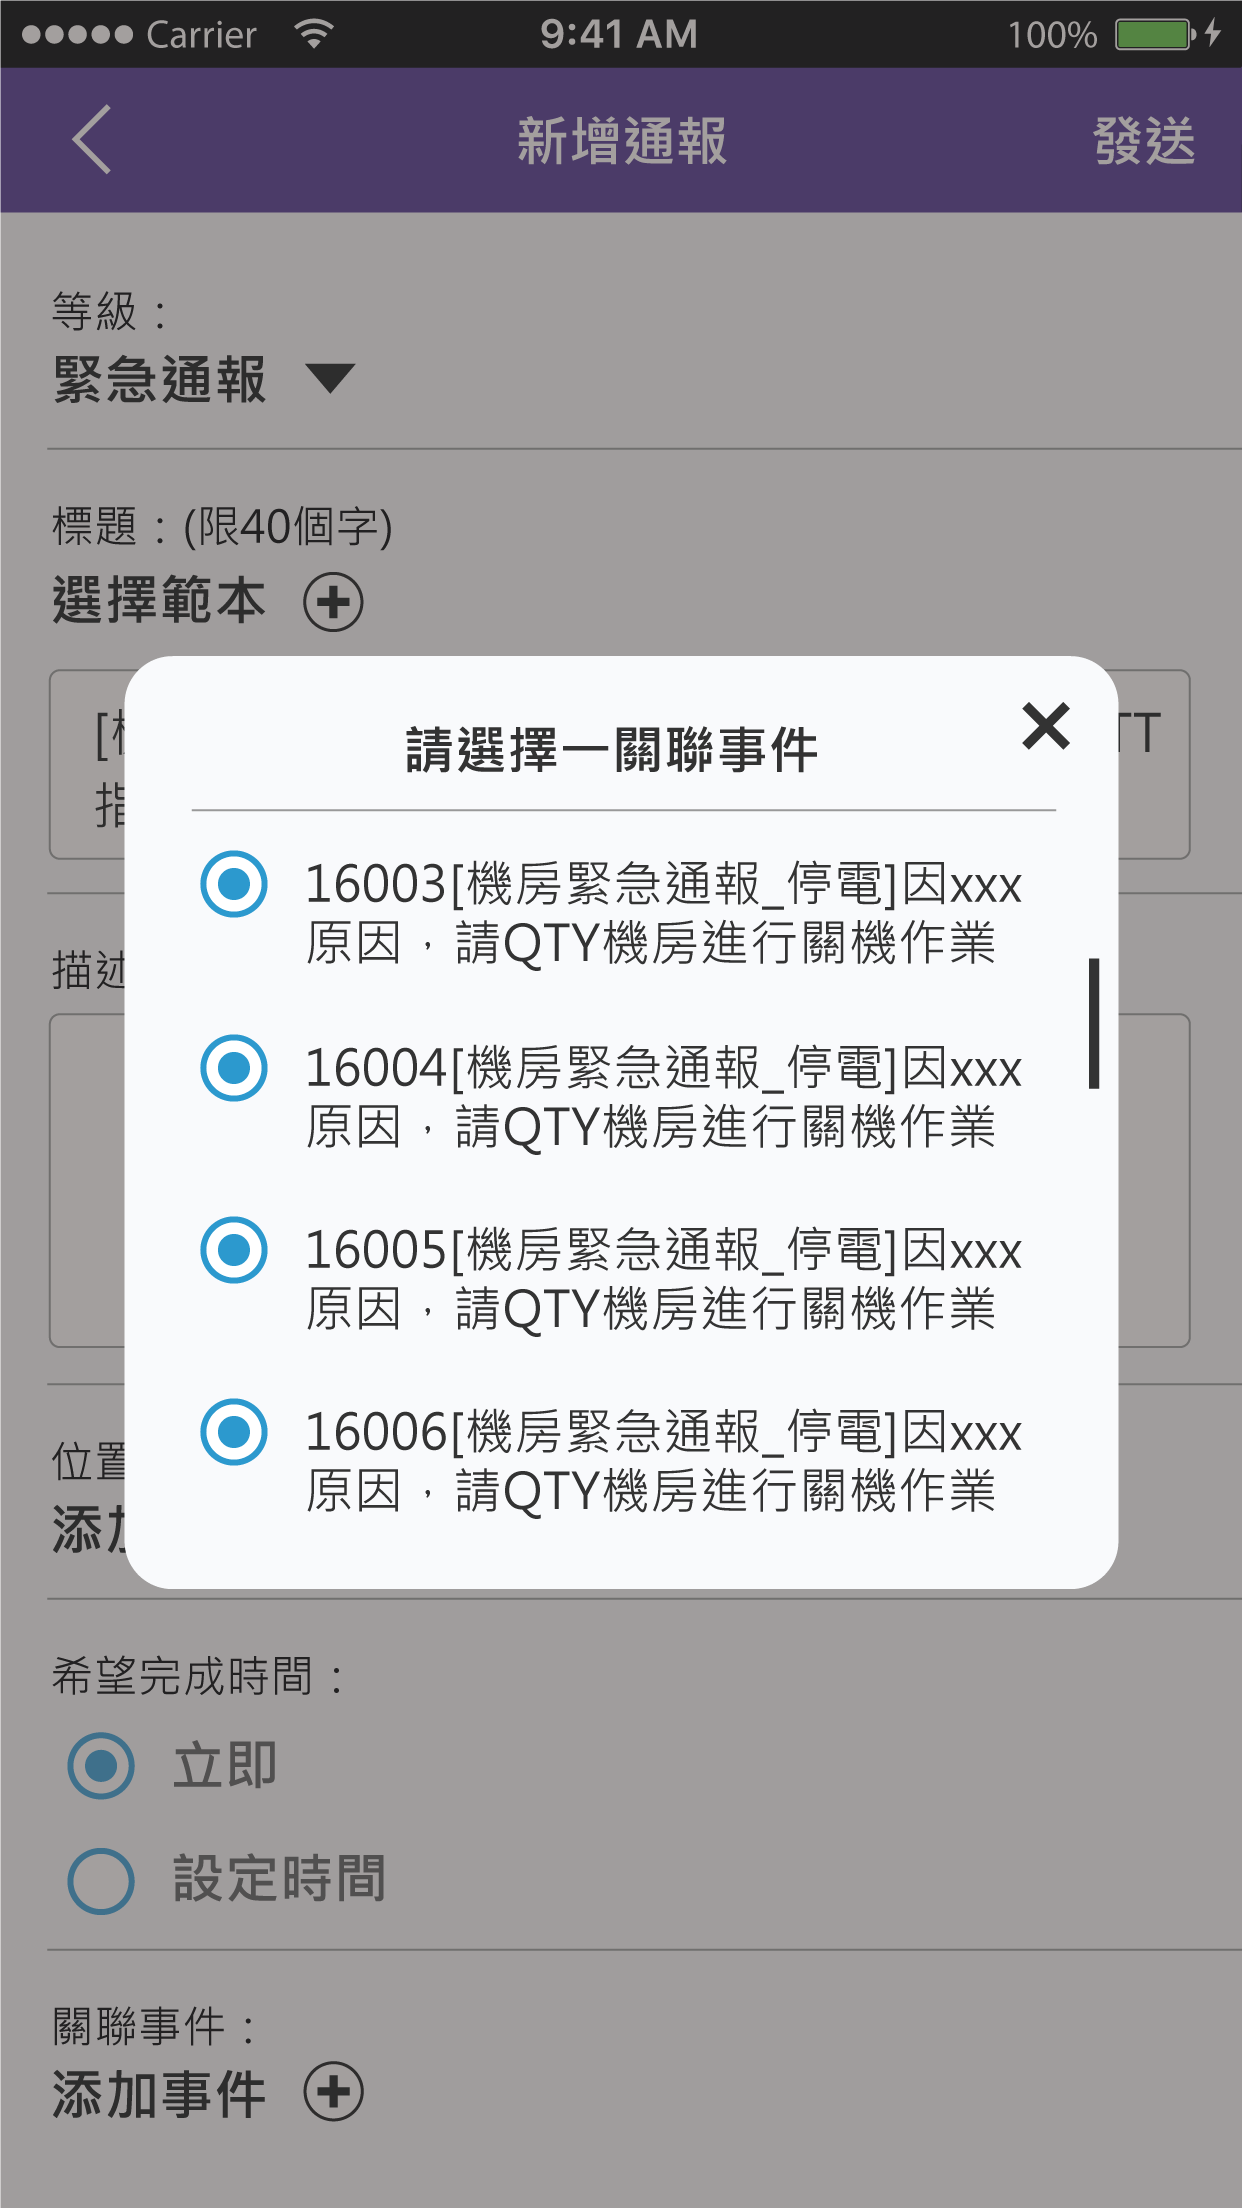 Carrier 9:41 AM 100%
新增通報 發送
等級：
緊急通報
標題：(限40個字)
選擇範本
TT
請選擇一關聯事件
16003[機房緊急通報_停電]因xxx
原因，請QTY機房進行關機作業
描述
16004[機房緊急通報_停電]因xxx
原因，請QTY機房進行關機作業
16005[機房緊急通報_停電]因xxx
原因，請QTY機房進行關機作業
16006[機房緊急通報_停電]因xxx
原因，請QTY機房進行關機作業
位置
希望完成時間：
立即
設定時間
關聯事件：
添加事件